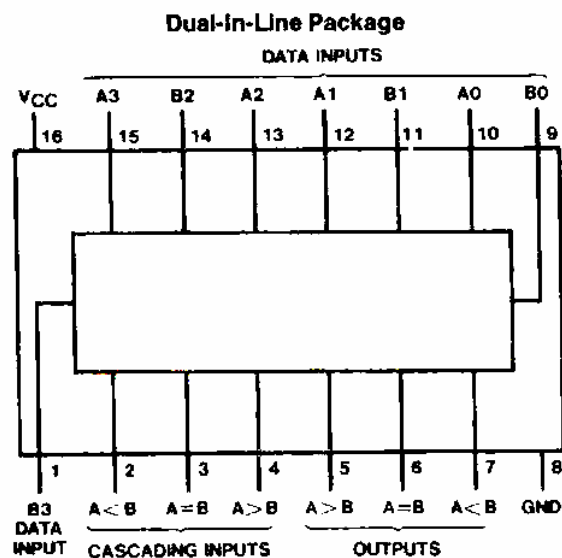 Dual-In-Line Package
DATA INPUTS
VCC A3 B2 A2 A1 B1 A0 B0
16 15 14 13 12 11 10 9
1 2 3 4 5 6 7 8
B3 A<B A=B A>B A>B A=B A<B GND
DATA
INPUT CASCADING INPUTS OUTPUTS